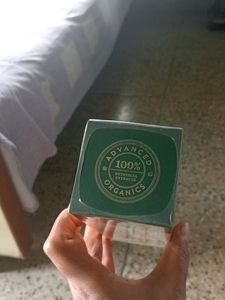 ADVANCED
100%
BOTANICAL
EXTRACTS
ORGANICS